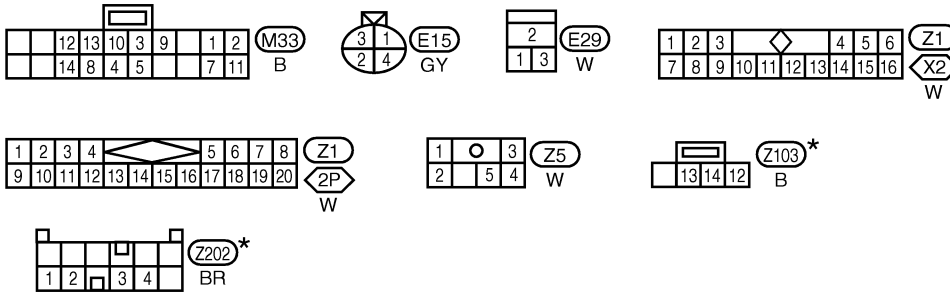 12 13 10 3 9 1 2 M33
14 8 4 5 7 11 B
3 1 E15
2 4 GY
2 E29
1 3 W
1 2 3 4 5 6 Z1
7 8 9 10 11 12 13 14 15 16 X2
W
1 2 3 4 5 6 7 8 Z1
9 10 11 12 13 14 15 16 17 18 19 20 2P
W
1 3 Z5
2 5 4 W
Z103 *
13 14 12 B
Z202 *
1 2 3 4 BR